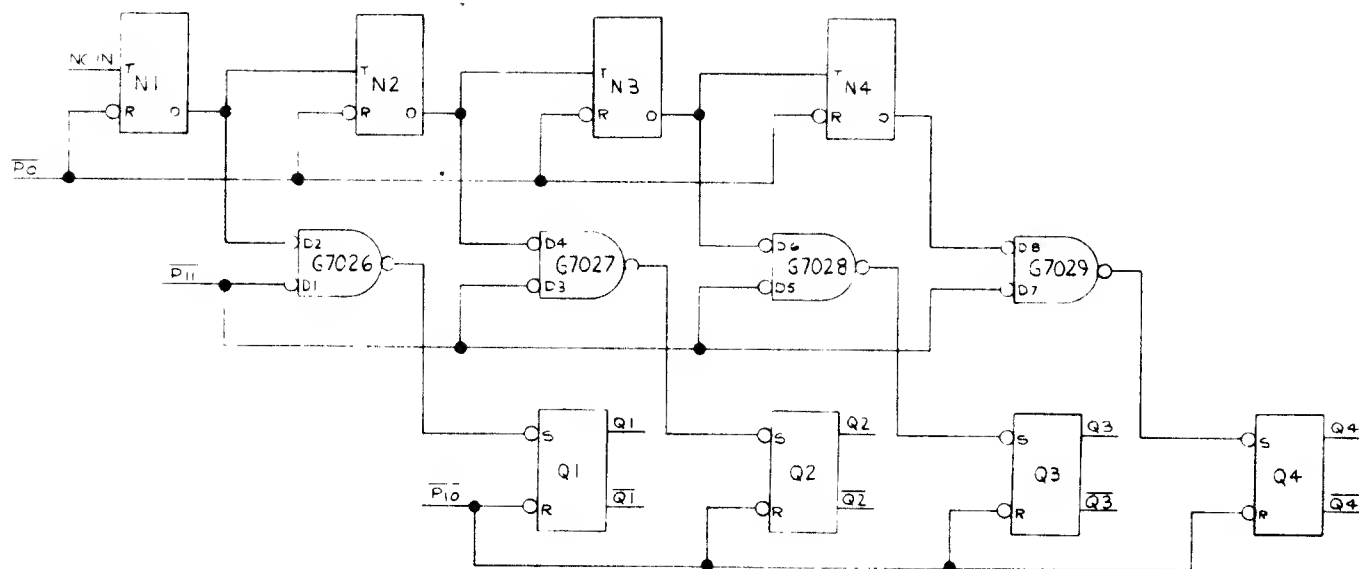 NC IN T N1 R O
T N2 R O
T N3 R O
T N4 R O
P0
D2 G7026 D1
D4 G7027 D3
D6 G7028 D5
D8 G7029 D7
P11
S Q1 R Q1 Q1
S Q2 R Q2 Q2
S Q3 R Q3 Q3
S Q4 R Q4 Q4
P10